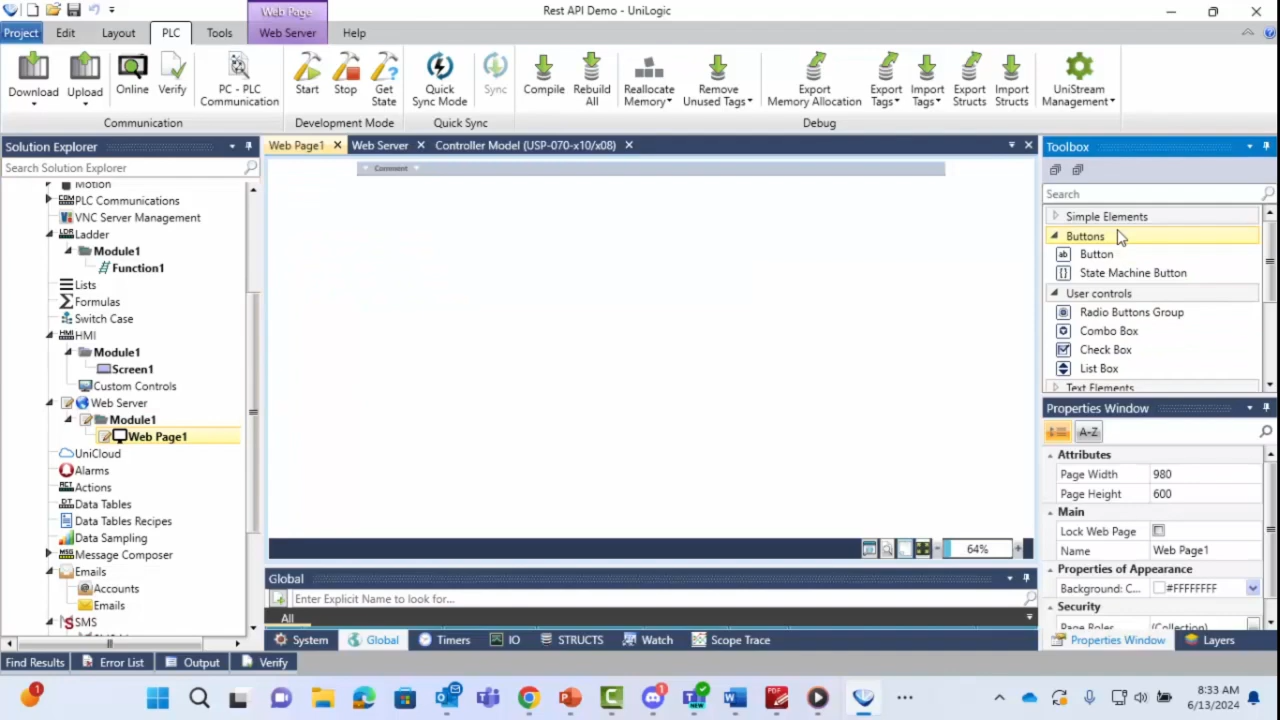 Web Page
Rest API Demo - UniLogic
Project
Edit
Layout
PLC
Tools
Web Server
Help
Download
Upload
Online
Verify
PC - PLC
Communication
Start
Stop
Get
State
Quick
Sync Mode
Sync
Compile
Rebuild
All
Reallocate
Memory
Remove
Unused Tags
Export
Memory Allocation
Export
Tags
Import
Tags
Export
Structs
Import
Structs
UniStream
Management
Communication
Development Mode
Quick Sync
Debug
Solution Explorer
Search Solution Explorer
Motion
PLC Communications
VNC Server Management
Ladder
Module1
Function1
Lists
Formulas
Switch Case
HMI
Module1
Screen1
Custom Controls
Web Server
Module1
Web Page1
UniCloud
Alarms
Actions
Data Tables
Data Tables Recipes
Data Sampling
Message Composer
Emails
Accounts
Emails
SMS
Web Page1
Web Server
Controller Model (USP-070-x10/x08)
Comment
64%
Global
Enter Explicit Name to look for...
All
System
Global
Timers
IO
STRUCTS
Watch
Scope Trace
Toolbox
Search
Simple Elements
Buttons
Button
State Machine Button
User controls
Radio Buttons Group
Combo Box
Check Box
List Box
Text Elements
Properties Window
A-Z
Attributes
Page Width 980
Page Height 600
Main
Lock Web Page
Name Web Page1
Properties of Appearance
Background: C... #FFFFFFFF
Security
Page Roles (Collection)
Properties Window
Layers
Find Results
Error List
Output
Verify
1
1
NEW
PDF
8:33 AM
6/13/2024